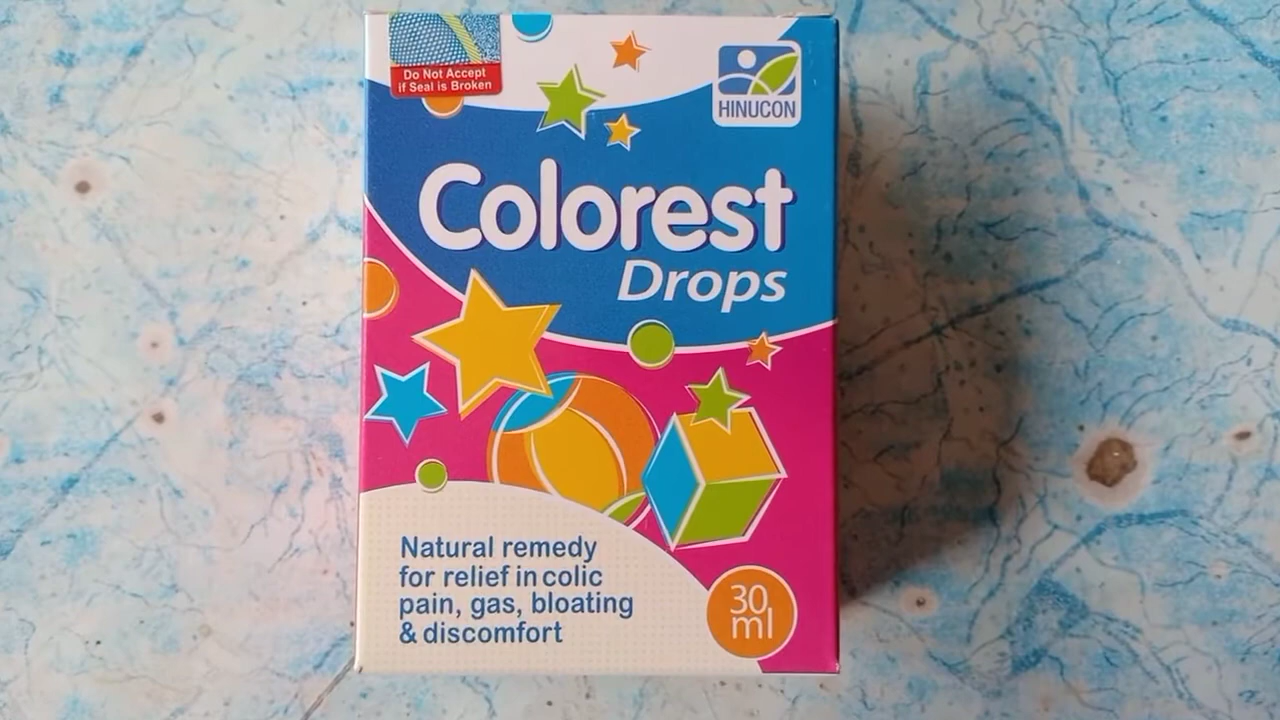 Do Not Accept
if Seal is Broken
HINUCON
Colorest
Drops
Natural remedy
for relief in colic
pain, gas, bloating
& discomfort
30
ml